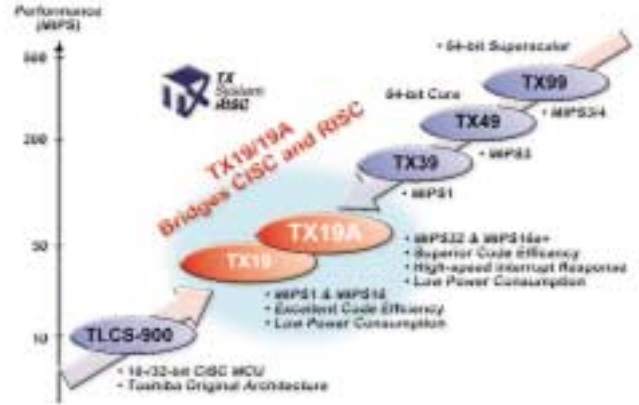 Performance
(MIPS)
500
200
50
10
TX
System
RISC
TX19/19A
Bridges CISC and RISC
• 64-bit Superscalar
TX99
• MIPS3/4
64-bit Core
TX49
• MIPS3
TX39
• MIPS1
TX19A
• MIPS32 & MIPS16e+
• Superior Code Efficiency
• High-speed Interrupt Response
• Low Power Consumption
TX19
• MIPS1 & MIPS16
• Excellent Code Efficiency
• Low Power Consumption
TLCS-900
• 16-/32-bit CISC MCU
• Toshiba Original Architecture